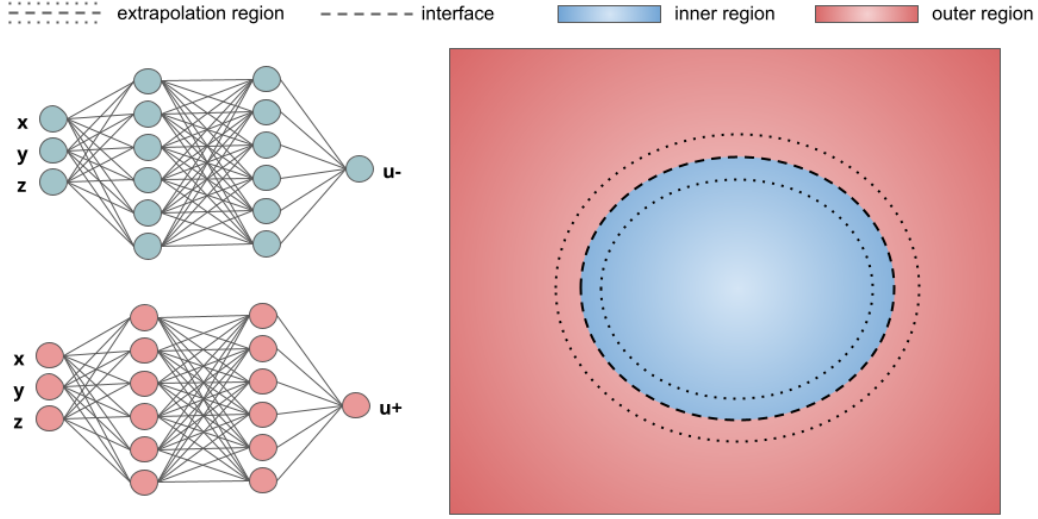 extrapolation region interface inner region outer region
x
y
z
u-
x
y
z
u+